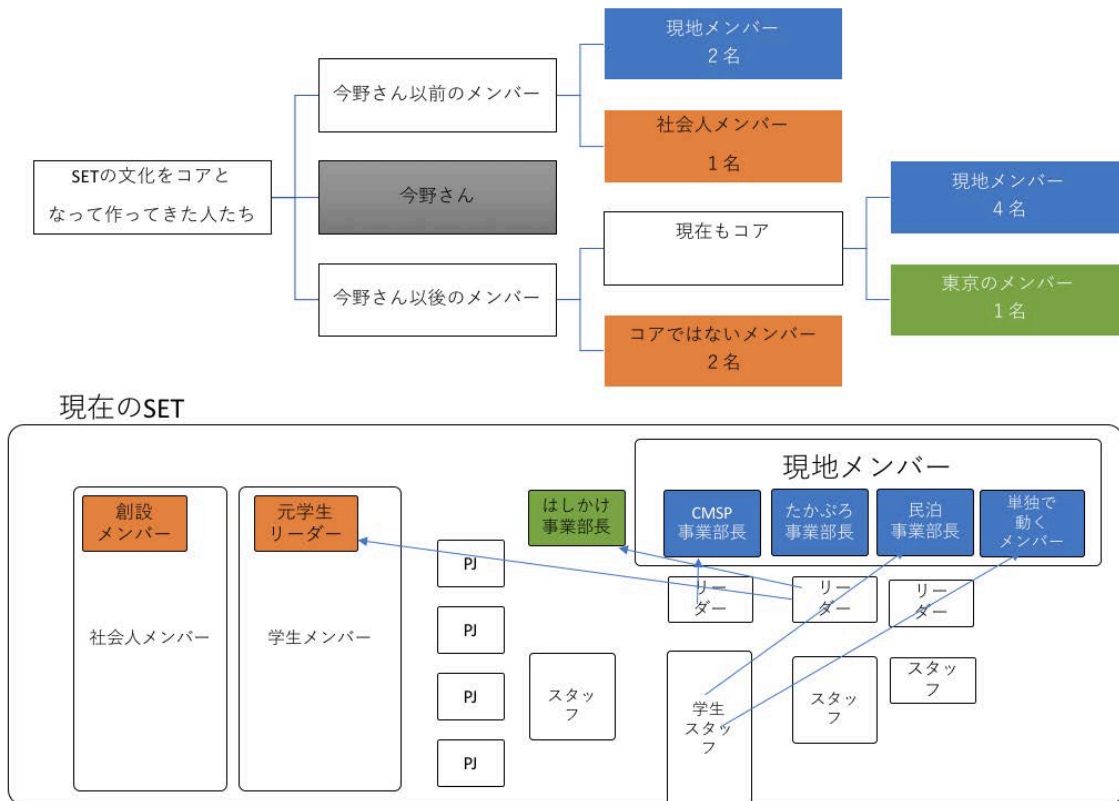 現地メンバー
2名
今野さん以前のメンバー
社会人メンバー
1名
SETの文化をコアと
なって作ってきた人たち
今野さん
現地メンバー
4名
現在もコア
今野さん以後のメンバー
東京のメンバー
1名
コアではないメンバー
2名
現在のSET
現地メンバー
創設
メンバー
元学生
リーダー
はしかけ
事業部長
CMSP
事業部長
たかぷろ
事業部長
民泊
事業部長
単独で
動く
メンバー
PJ
リー
ダー
リー
ダー
リー
ダー
社会人メンバー
学生メンバー
PJ
スタッ
フ
学生
スタッ
フ
スタッ
フ
スタッ
フ
PJ
PJ